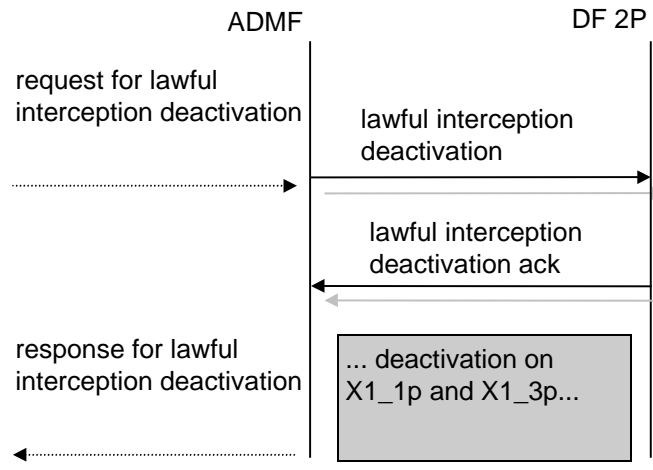 ADMF
DF 2P
request for lawful
interception deactivation
lawful interception
deactivation
lawful interception
deactivation ack
response for lawful
interception deactivation
... deactivation on
X1_1p and X1_3p...